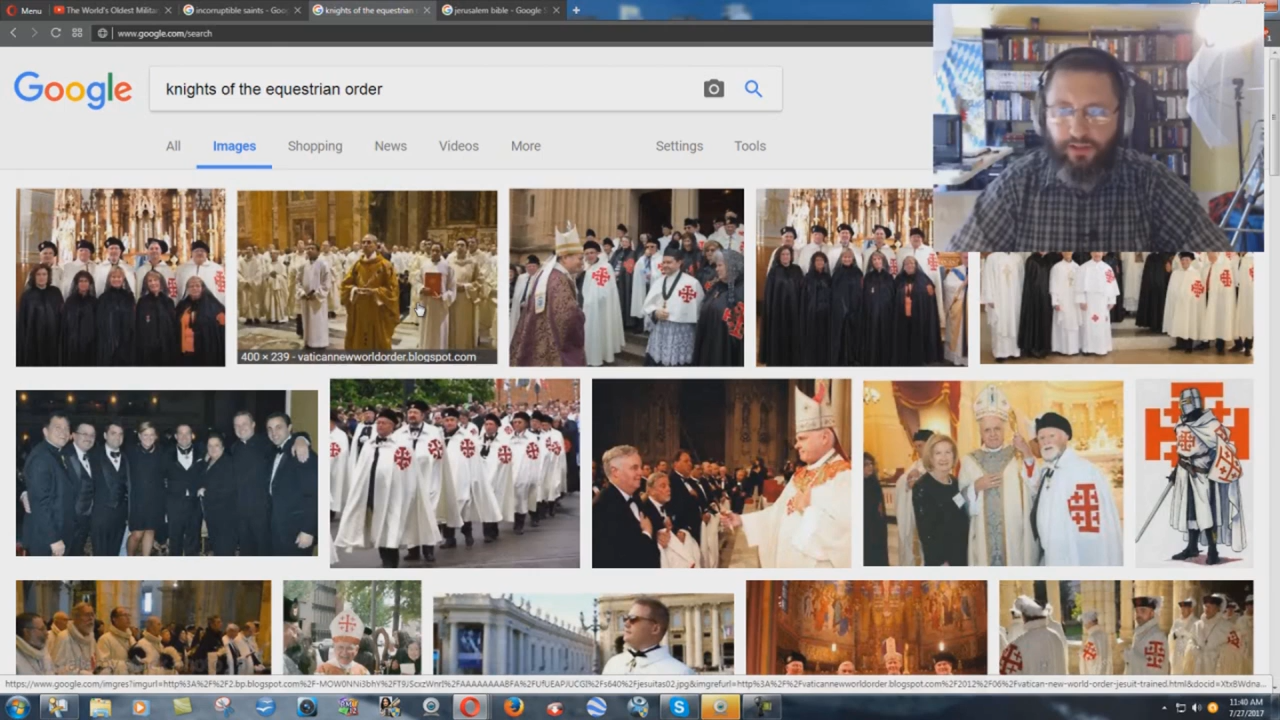 Menu
The World's Oldest Milita
incorruptible saints - Goo
knights of the equestrian
jerusalem bible - Google S
www.google.com/search
Google
knights of the equestrian order
All
Images
Shopping
News
Videos
More
Settings
Tools
400 × 239 - vaticannewworldorder.blogspot.com
11:40 AM
7/27/2017